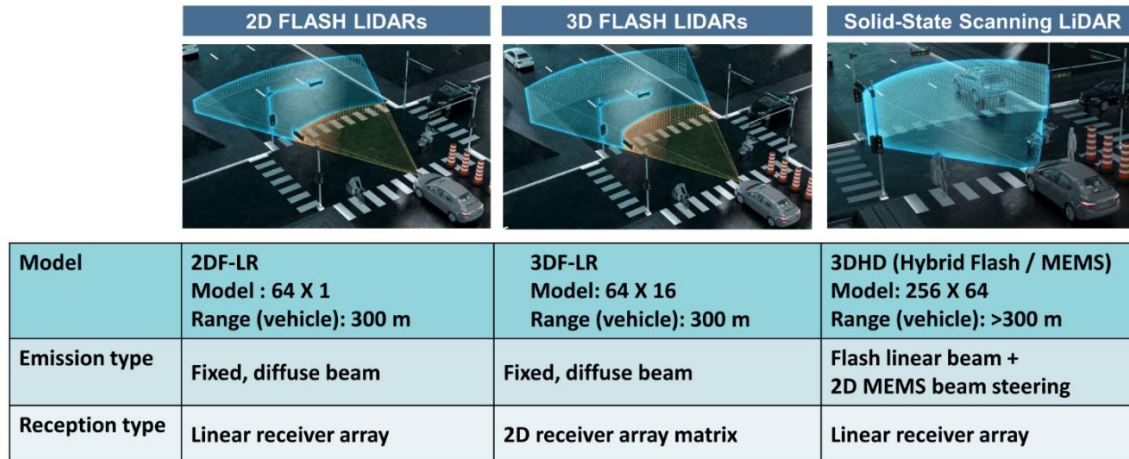 2D FLASH LIDARs
3D FLASH LIDARs
Solid-State Scanning LiDAR
Model
2DF-LR
Model : 64 X 1
Range (vehicle): 300 m
3DF-LR
Model: 64 X 16
Range (vehicle): 300 m
3DHD (Hybrid Flash / MEMS)
Model: 256 X 64
Range (vehicle): >300 m
Emission type
Fixed, diffuse beam
Fixed, diffuse beam
Flash linear beam +
2D MEMS beam steering
Reception type
Linear receiver array
2D receiver array matrix
Linear receiver array